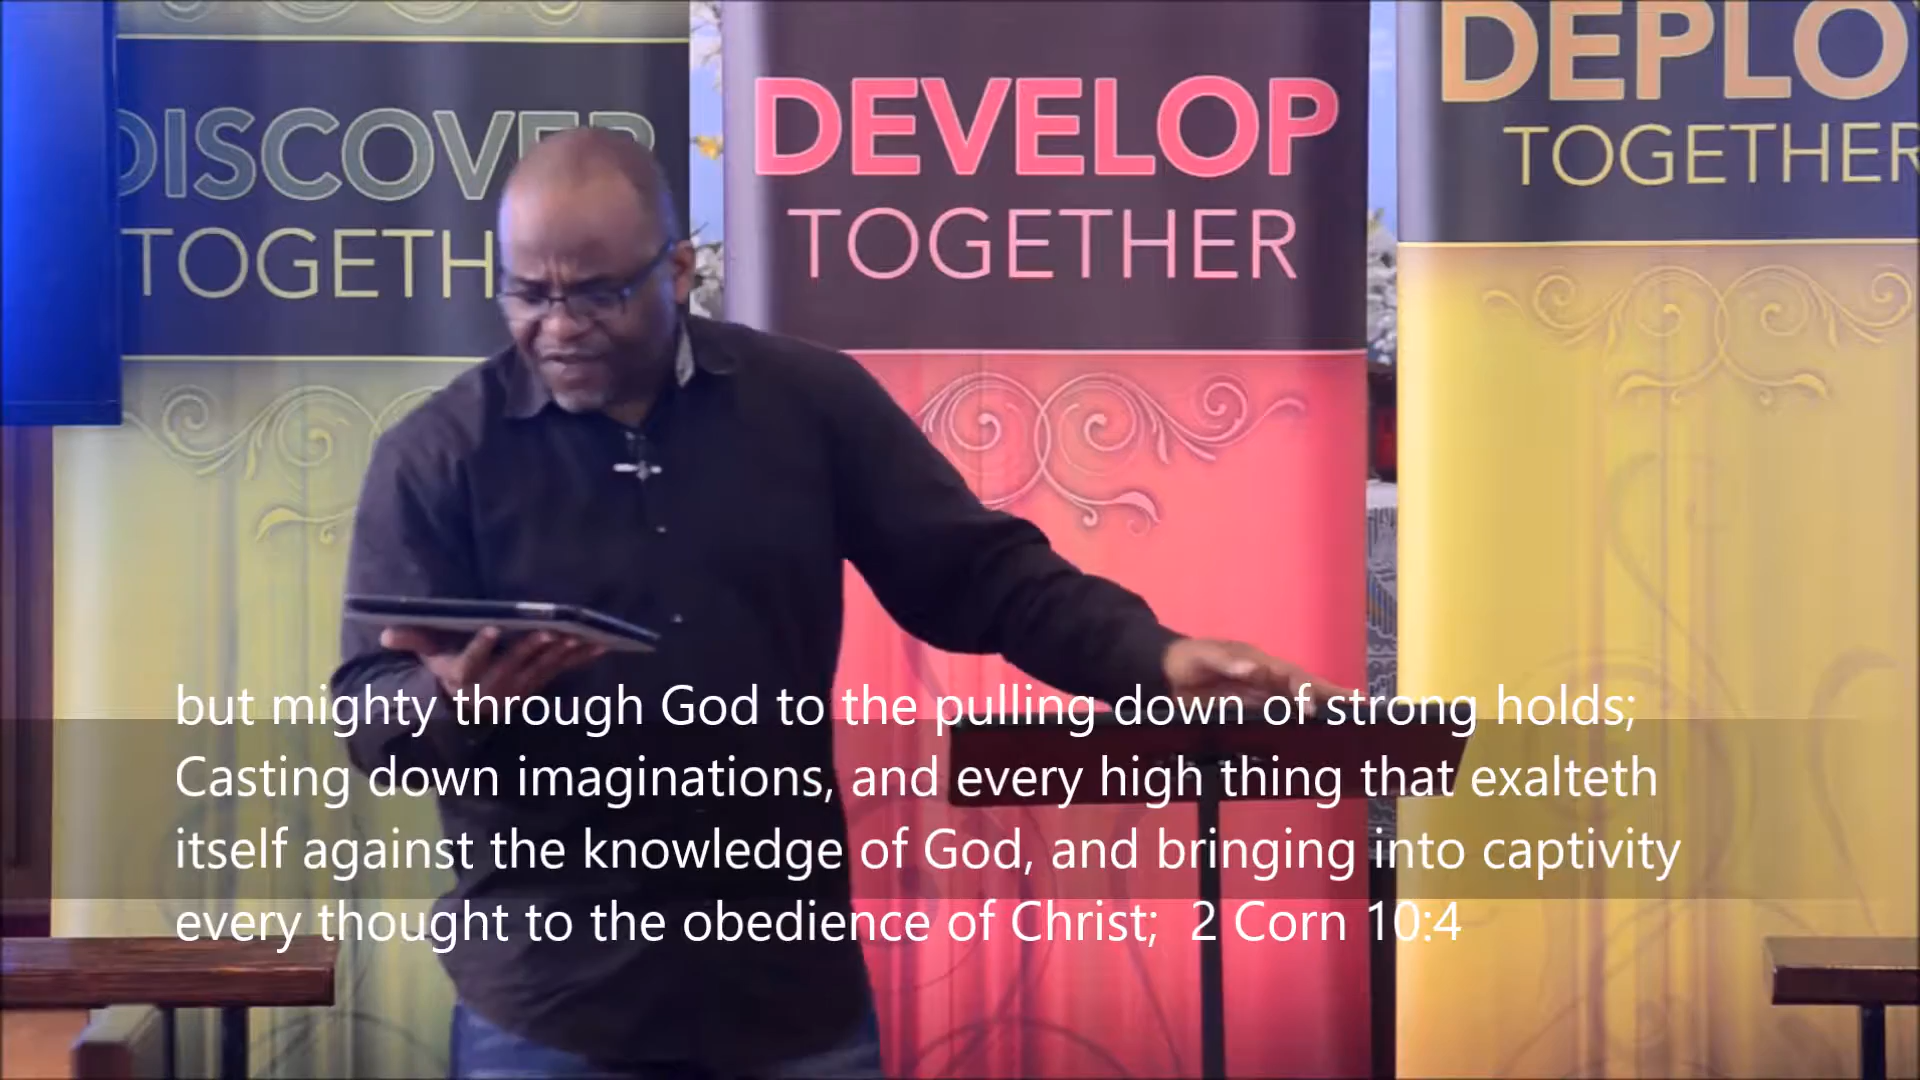 DISCOVER
TOGETH
DEVELOP
TOGETHER
DEPLO
TOGETHER
but mighty through God to the pulling down of strong holds;
Casting down imaginations, and every high thing that exalteth
itself against the knowledge of God, and bringing into captivity
every thought to the obedience of Christ;  2 Corn 10:4